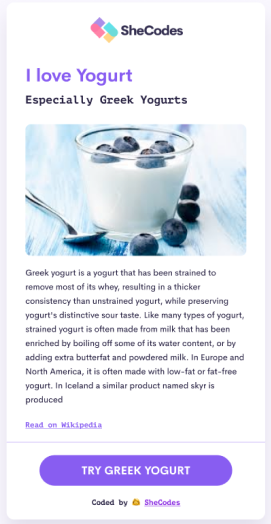 SheCodes
I love Yogurt
Especially Greek Yogurts
Greek yogurt is a yogurt that has been strained to
remove most of its whey, resulting in a thicker
consistency than unstrained yogurt, while preserving
yogurt's distinctive sour taste. Like many types of yogurt,
strained yogurt is often made from milk that has been
enriched by boiling off some of its water content, or by
adding extra butterfat and powdered milk. In Europe and
North America, it is often made with low-fat or fat-free
yogurt. In Iceland a similar product named skyr is
produced
Read on Wikipedia
TRY GREEK YOGURT
Coded by SheCodes